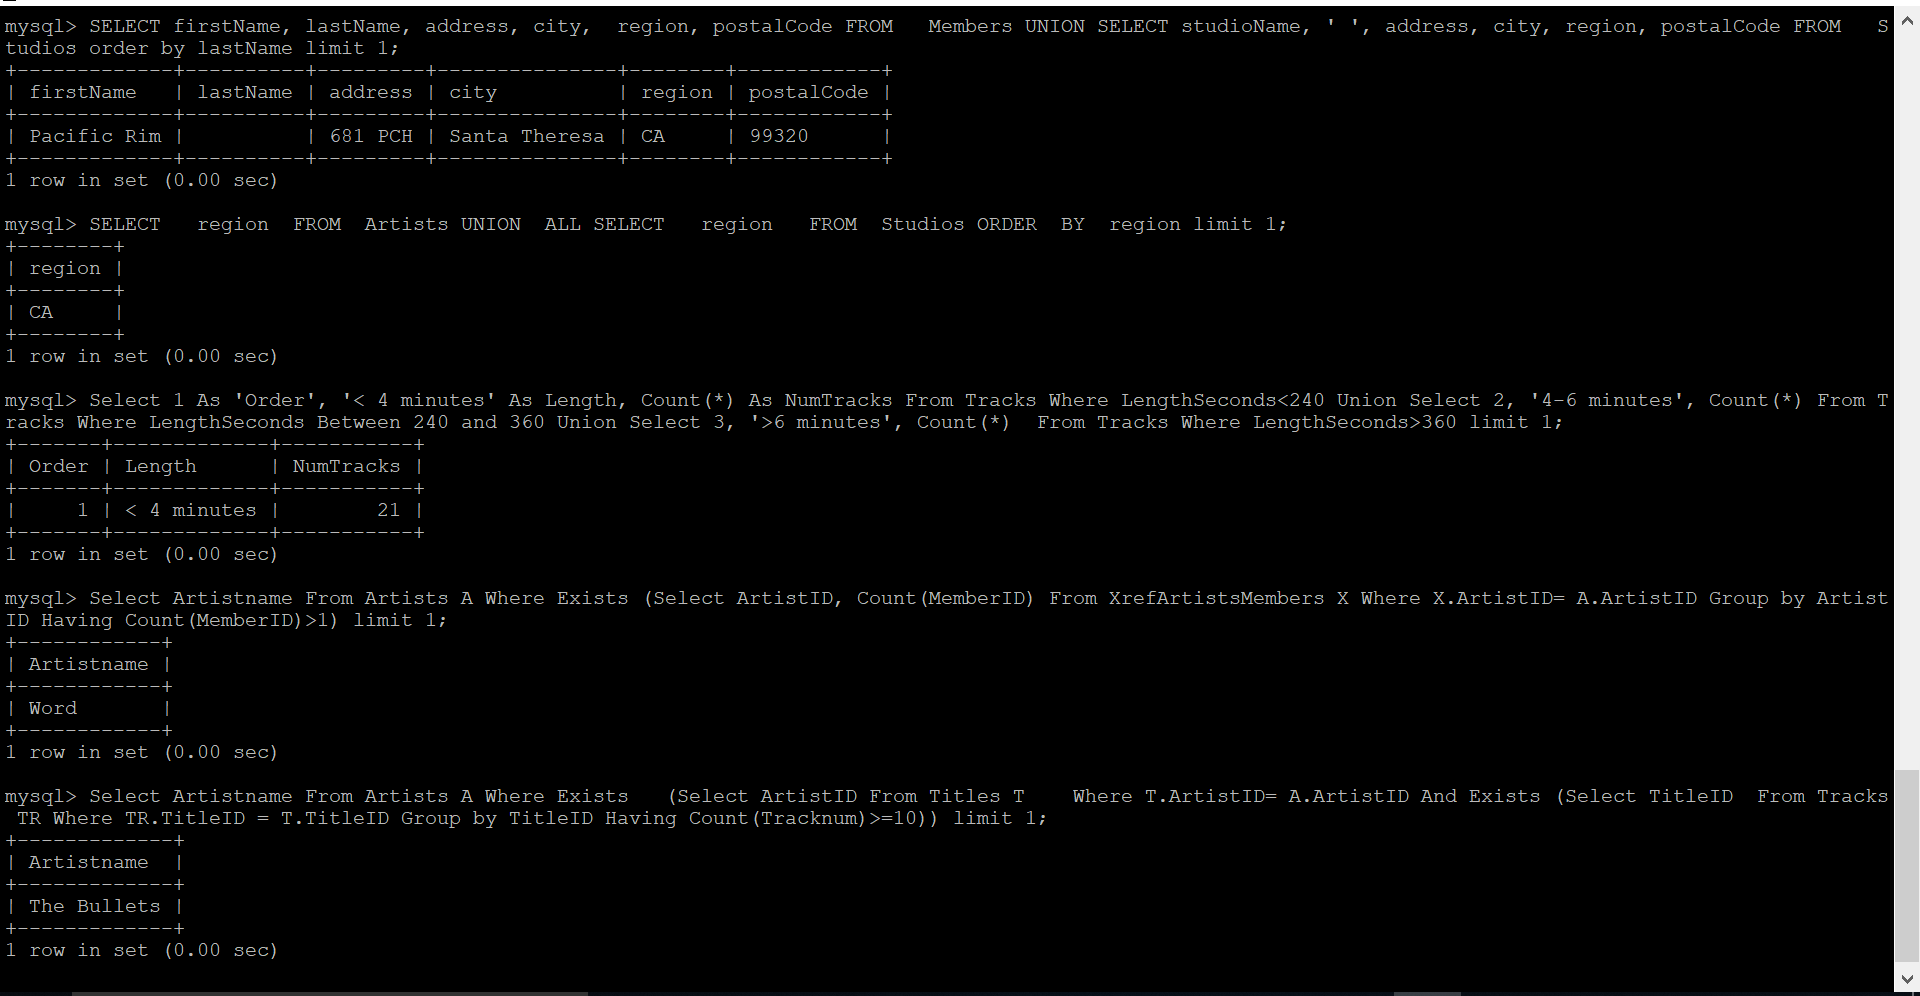 mysql> SELECT firstName, lastName, address, city,  region, postalCode FROM   Members UNION SELECT studioName, ' ', address, city, region, postalCode FROM   S
tudios order by lastName limit 1;
+-------------+----------+---------+---------------+--------+------------+
| firstName   | lastName | address | city          | region | postalCode |
+-------------+----------+---------+---------------+--------+------------+
| Pacific Rim |          | 681 PCH | Santa Theresa | CA     | 99320      |
+-------------+----------+---------+---------------+--------+------------+
1 row in set (0.00 sec)

mysql> SELECT   region  FROM  Artists UNION  ALL SELECT   region   FROM  Studios ORDER  BY  region limit 1;
+--------+
| region |
+--------+
| CA     |
+--------+
1 row in set (0.00 sec)

mysql> Select 1 As 'Order', '< 4 minutes' As Length, Count(*) As NumTracks From Tracks Where LengthSeconds<240 Union Select 2, '4-6 minutes', Count(*) From T
racks Where LengthSeconds Between 240 and 360 Union Select 3, '>6 minutes', Count(*)  From Tracks Where LengthSeconds>360 limit 1;
+-------+-------------+-----------+
| Order | Length      | NumTracks |
+-------+-------------+-----------+
|     1 | < 4 minutes |        21 |
+-------+-------------+-----------+
1 row in set (0.00 sec)

mysql> Select Artistname From Artists A Where Exists (Select ArtistID, Count(MemberID) From XrefArtistsMembers X Where X.ArtistID= A.ArtistID Group by Artist
ID Having Count(MemberID)>1) limit 1;
+------------+
| Artistname |
+------------+
| Word       |
+------------+
1 row in set (0.00 sec)

mysql> Select Artistname From Artists A Where Exists   (Select ArtistID From Titles T    Where T.ArtistID= A.ArtistID And Exists (Select TitleID  From Tracks
 TR Where TR.TitleID = T.TitleID Group by TitleID Having Count(Tracknum)>=10)) limit 1;
+-------------+
| Artistname  |
+-------------+
| The Bullets |
+-------------+
1 row in set (0.00 sec)